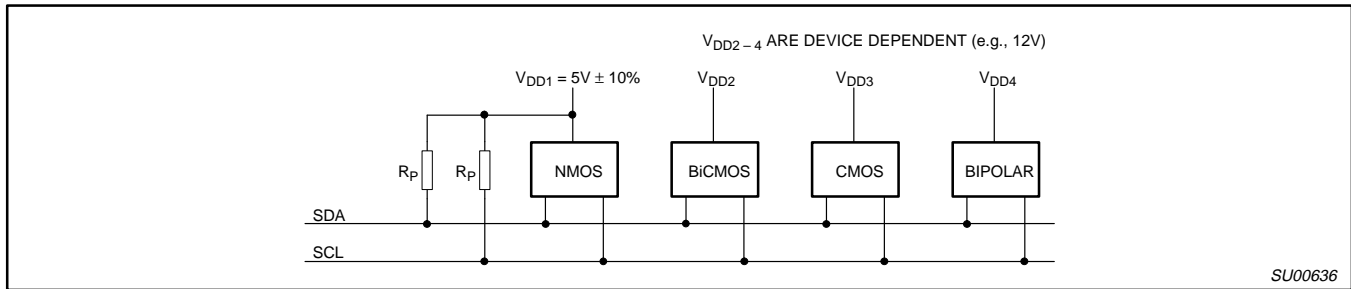 VDD2 – 4 ARE DEVICE DEPENDENT (e.g., 12V)
VDD1 = 5V ± 10%
VDD2
VDD3
VDD4
RP
RP
NMOS
BiCMOS
CMOS
BIPOLAR
SDA
SCL
SU00636